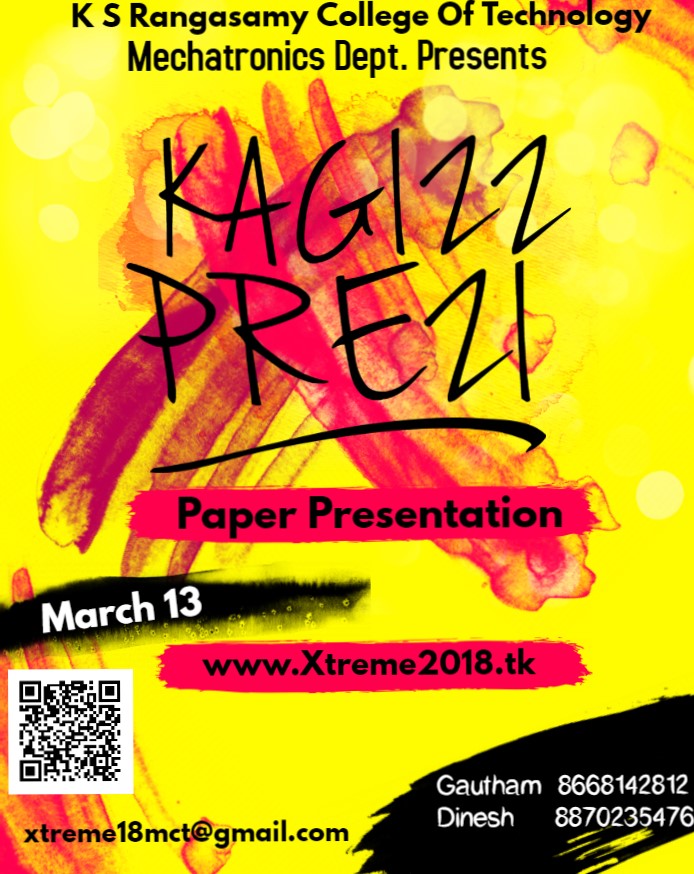 K S Rangasamy College Of Technology
Mechatronics Dept. Presents
KAGIZZ
PREZI
Paper Presentation
March 13
www.Xtreme2018.tk
Gautham 8668142812
Dinesh 8870235476
xtreme18mct@gmail.com